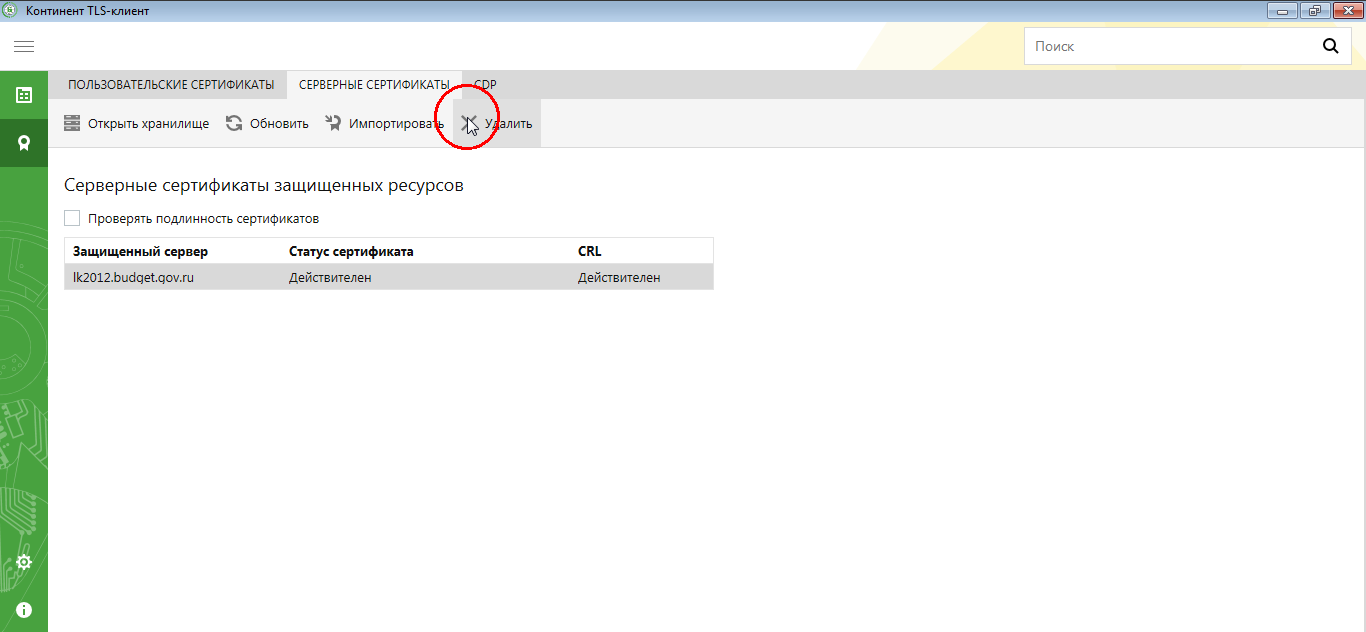 Континент TLS-клиент
Поиск
ПОЛЬЗОВАТЕЛЬСКИЕ СЕРТИФИКАТЫ СЕРВЕРНЫЕ СЕРТИФИКАТЫ CDP
Открыть хранилище Обновить Импортировать Удалить
Серверные сертификаты защищенных ресурсов
Проверять подлинность сертификатов
Защищенный сервер Статус сертификата CRL
lk2012.budget.gov.ru Действителен Действителен